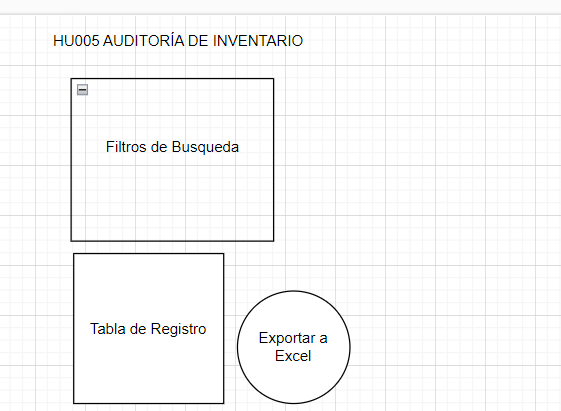 HU005 AUDITORÍA DE INVENTARIO
Filtros de Busqueda
Tabla de Registro
Exportar a
Excel